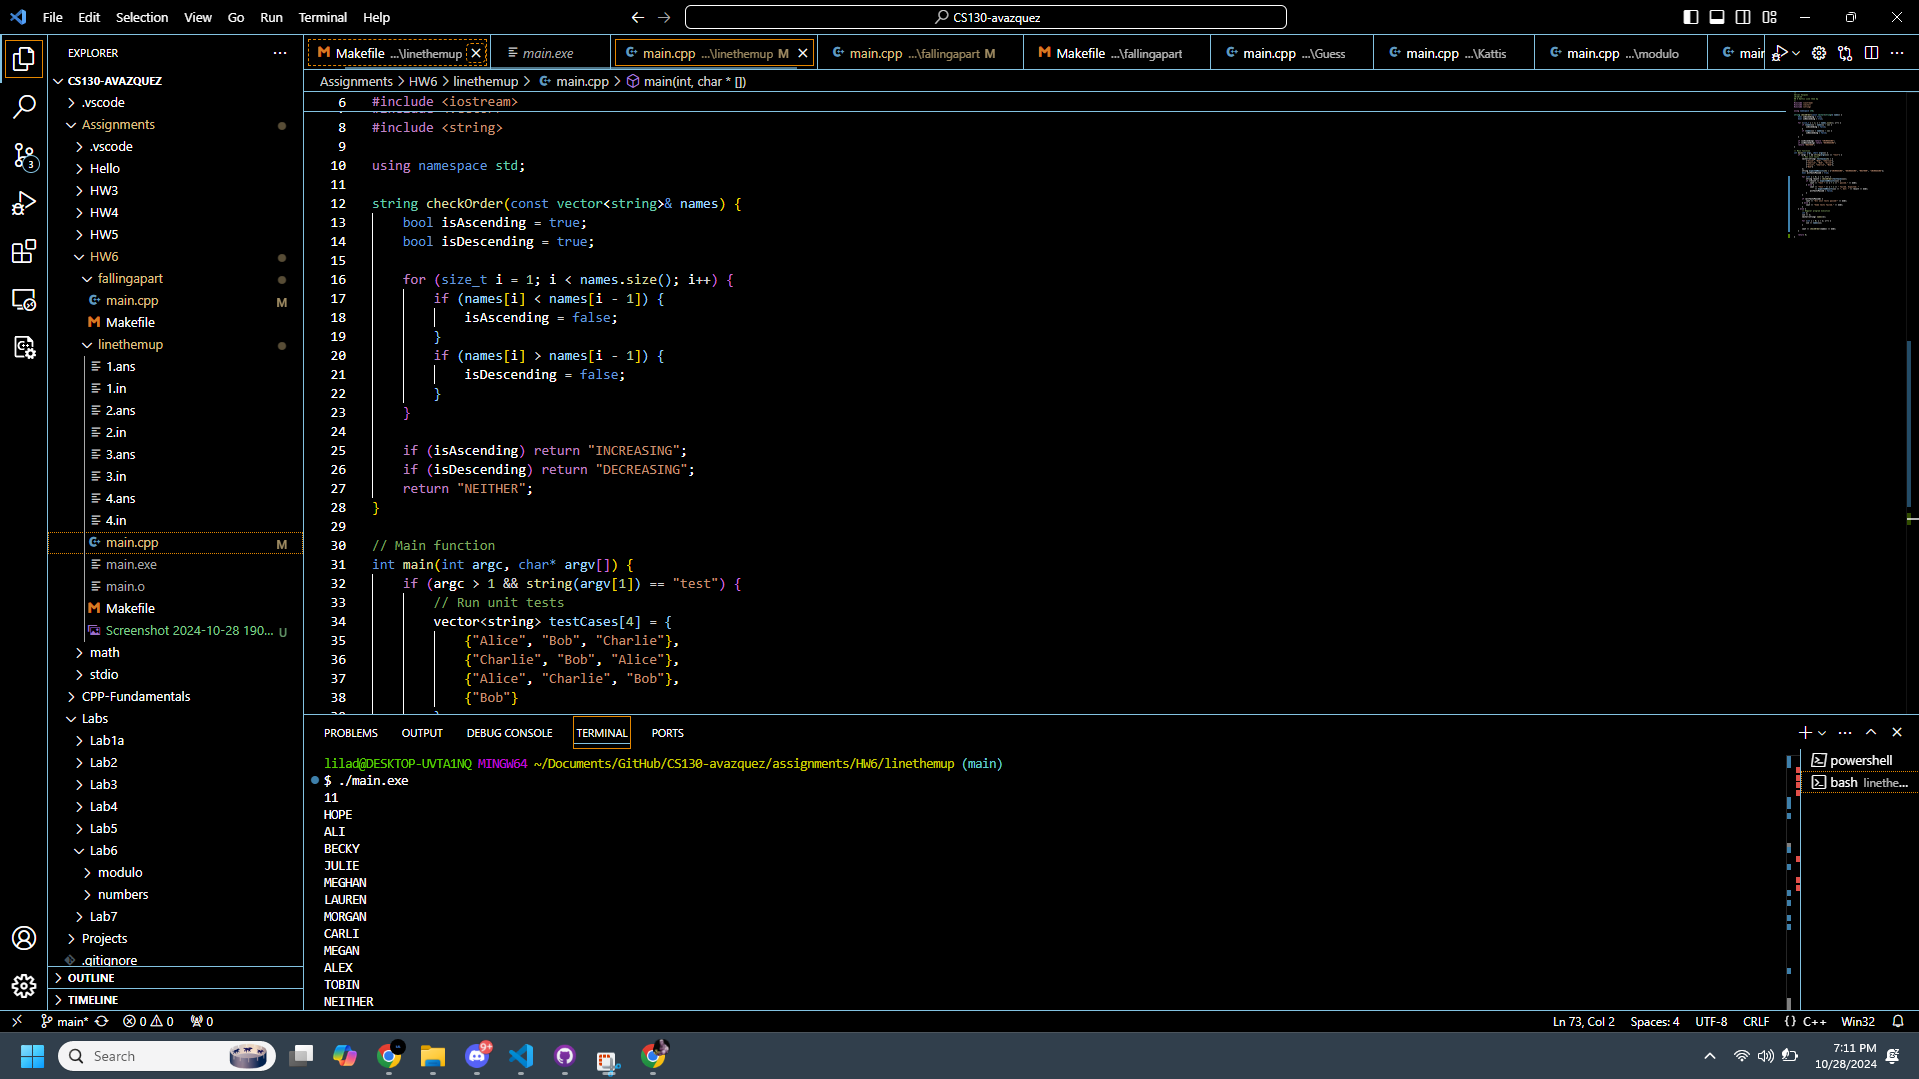 File Edit Selection View Go Run Terminal Help
CS130-avazquez
EXPLORER
CS130-AVAZQUEZ
.vscode
Assignments
.vscode
Hello
HW3
HW4
HW5
HW6
fallingapart
main.cpp M
Makefile
linethemup
1.ans
1.in
2.ans
2.in
3.ans
3.in
4.ans
4.in
main.cpp M
main.exe
main.o
Makefile
Screenshot 2024-10-28 190... U
math
stdio
CPP-Fundamentals
Labs
Lab1a
Lab2
Lab3
Lab4
Lab5
Lab6
modulo
numbers
Lab7
Projects
.gitignore
OUTLINE
TIMELINE
3
Makefile ...\linethemup main.exe main.cpp ...\linethemup M main.cpp ...\fallingapart M Makefile ...\fallingapart main.cpp ...\Guess main.cpp ...\Kattis main.cpp ...\modulo
Assignments > HW6 > linethemup > main.cpp > main(int, char * [])
6 #include <iostream>
8 #include <string>
9
10 using namespace std;
11
12 string checkOrder(const vector<string>& names) {
13 bool isAscending = true;
14 bool isDescending = true;
15
16 for (size_t i = 1; i < names.size(); i++) {
17 if (names[i] < names[i - 1]) {
18 isAscending = false;
19 }
20 if (names[i] > names[i - 1]) {
21 isDescending = false;
22 }
23 }
24
25 if (isAscending) return "INCREASING";
26 if (isDescending) return "DECREASING";
27 return "NEITHER";
28 }
29
30 // Main function
31 int main(int argc, char* argv[]) {
32 if (argc > 1 && string(argv[1]) == "test") {
33 // Run unit tests
34 vector<string> testCases[4] = {
35 {"Alice", "Bob", "Charlie"},
36 {"Charlie", "Bob", "Alice"},
37 {"Alice", "Charlie", "Bob"},
38 {"Bob"}
PROBLEMS OUTPUT DEBUG CONSOLE TERMINAL PORTS
lilad@DESKTOP-UVTA1NQ MINGW64 ~/Documents/GitHub/CS130-avazquez/assignments/HW6/linethemup (main)
$ ./main.exe
11
HOPE
ALI
BECKY
JULIE
MEGHAN
LAUREN
MORGAN
CARLI
MEGAN
ALEX
TOBIN
NEITHER
powershell
bash linethe...
main* 0 0 0
Ln 73, Col 2 Spaces: 4 UTF-8 CRLF {} C++ Win32
Search
9+
7:11 PM
10/28/2024